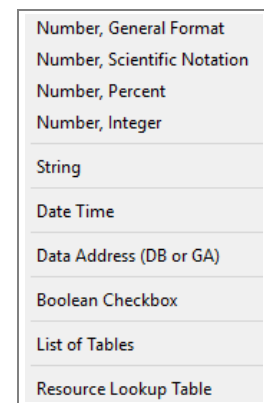 Number, General Format
Number, Scientific Notation
Number, Percent
Number, Integer
String
Date Time
Data Address (DB or GA)
Boolean Checkbox
List of Tables
Resource Lookup Table